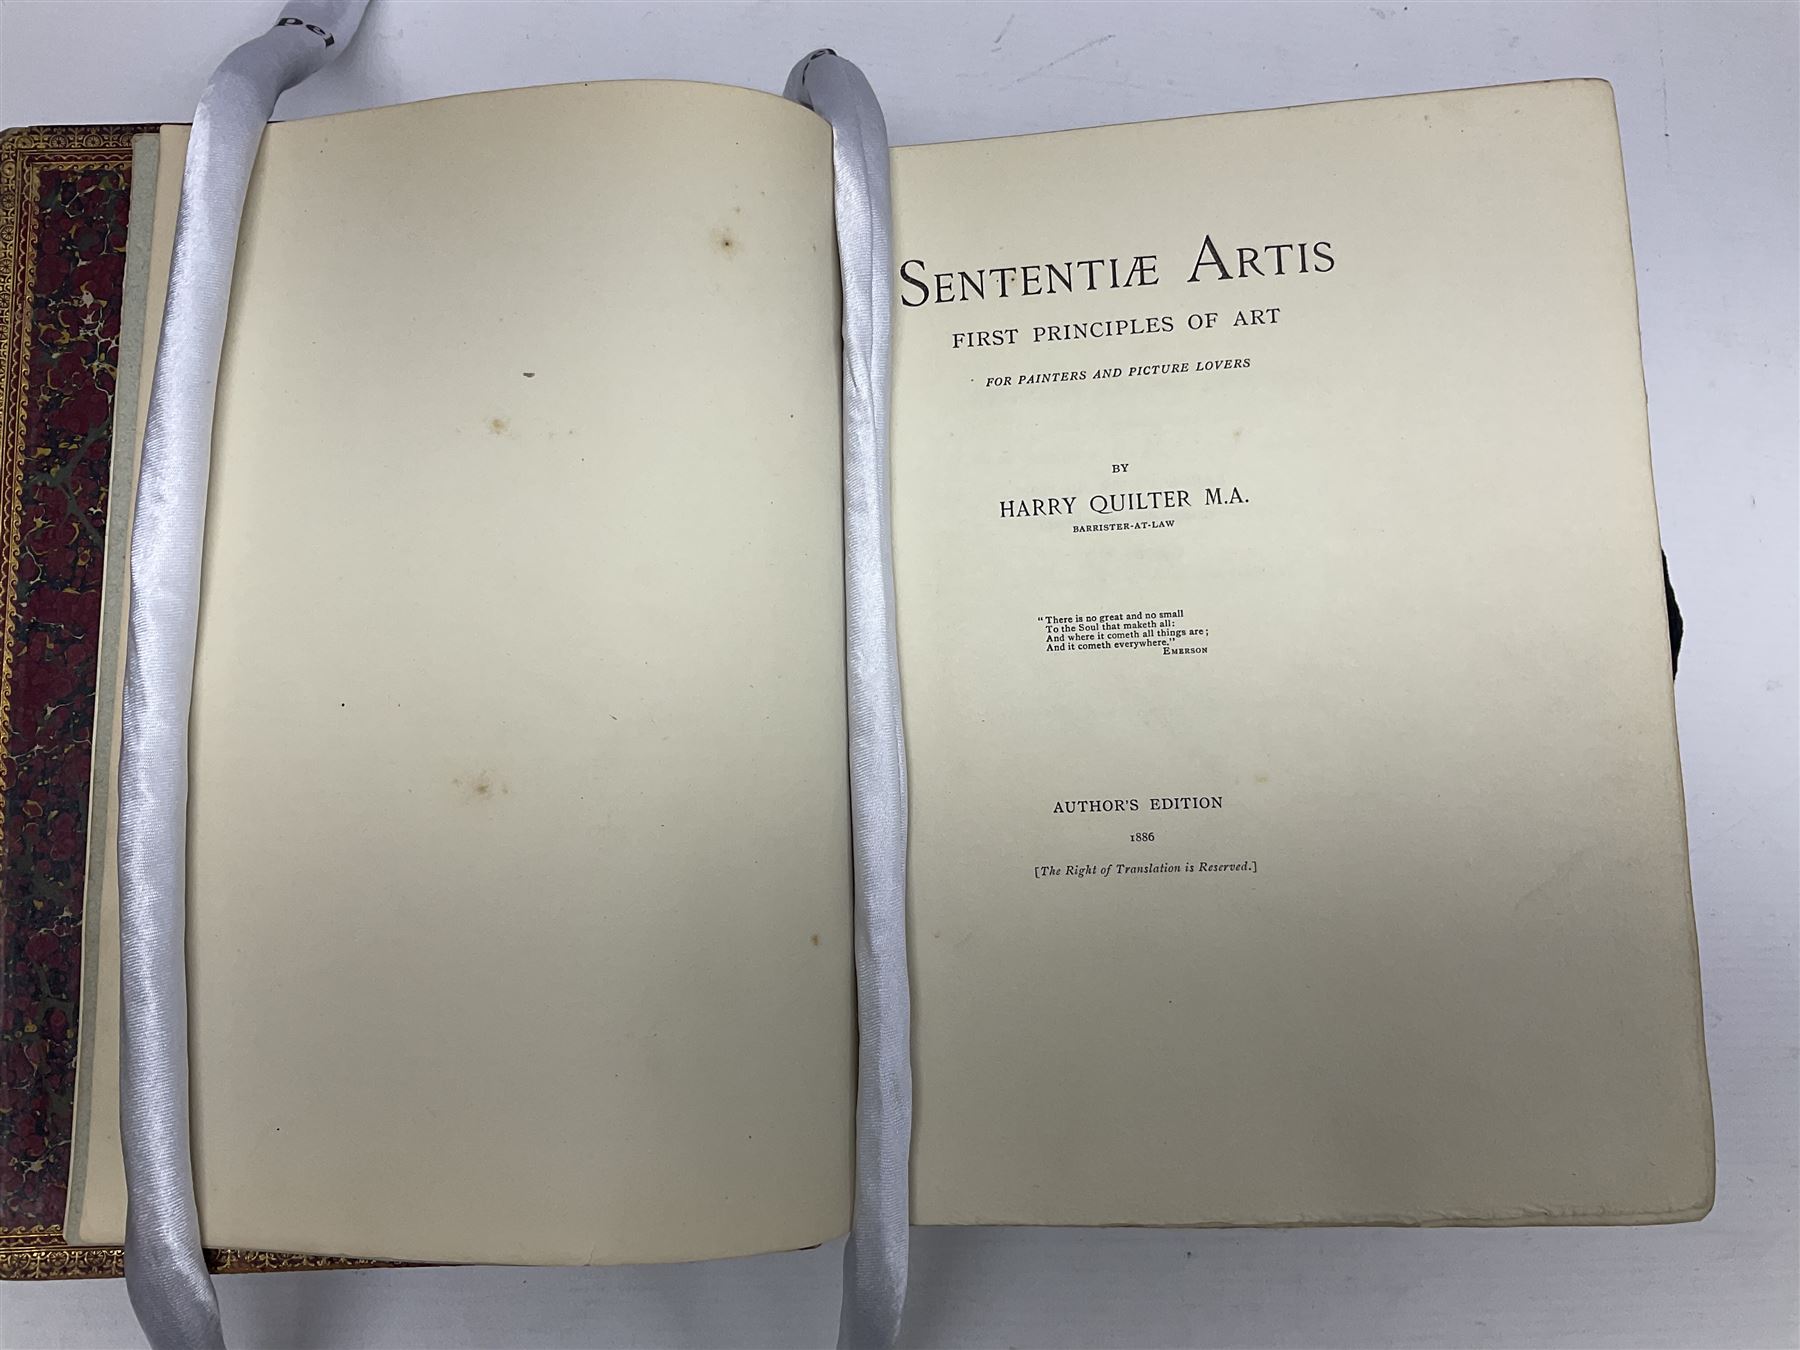 SENTENTIÆ ARTIS
FIRST PRINCIPLES OF ART
FOR PAINTERS AND PICTURE LOVERS
BY
HARRY QUILTER M.A.
BARRISTER-AT-LAW
"There is no great and no small
To the Soul that maketh all:
And where it cometh all things are;
And it cometh everywhere."
EMERSON
AUTHOR'S EDITION
1886
[The Right of Translation is Reserved.]